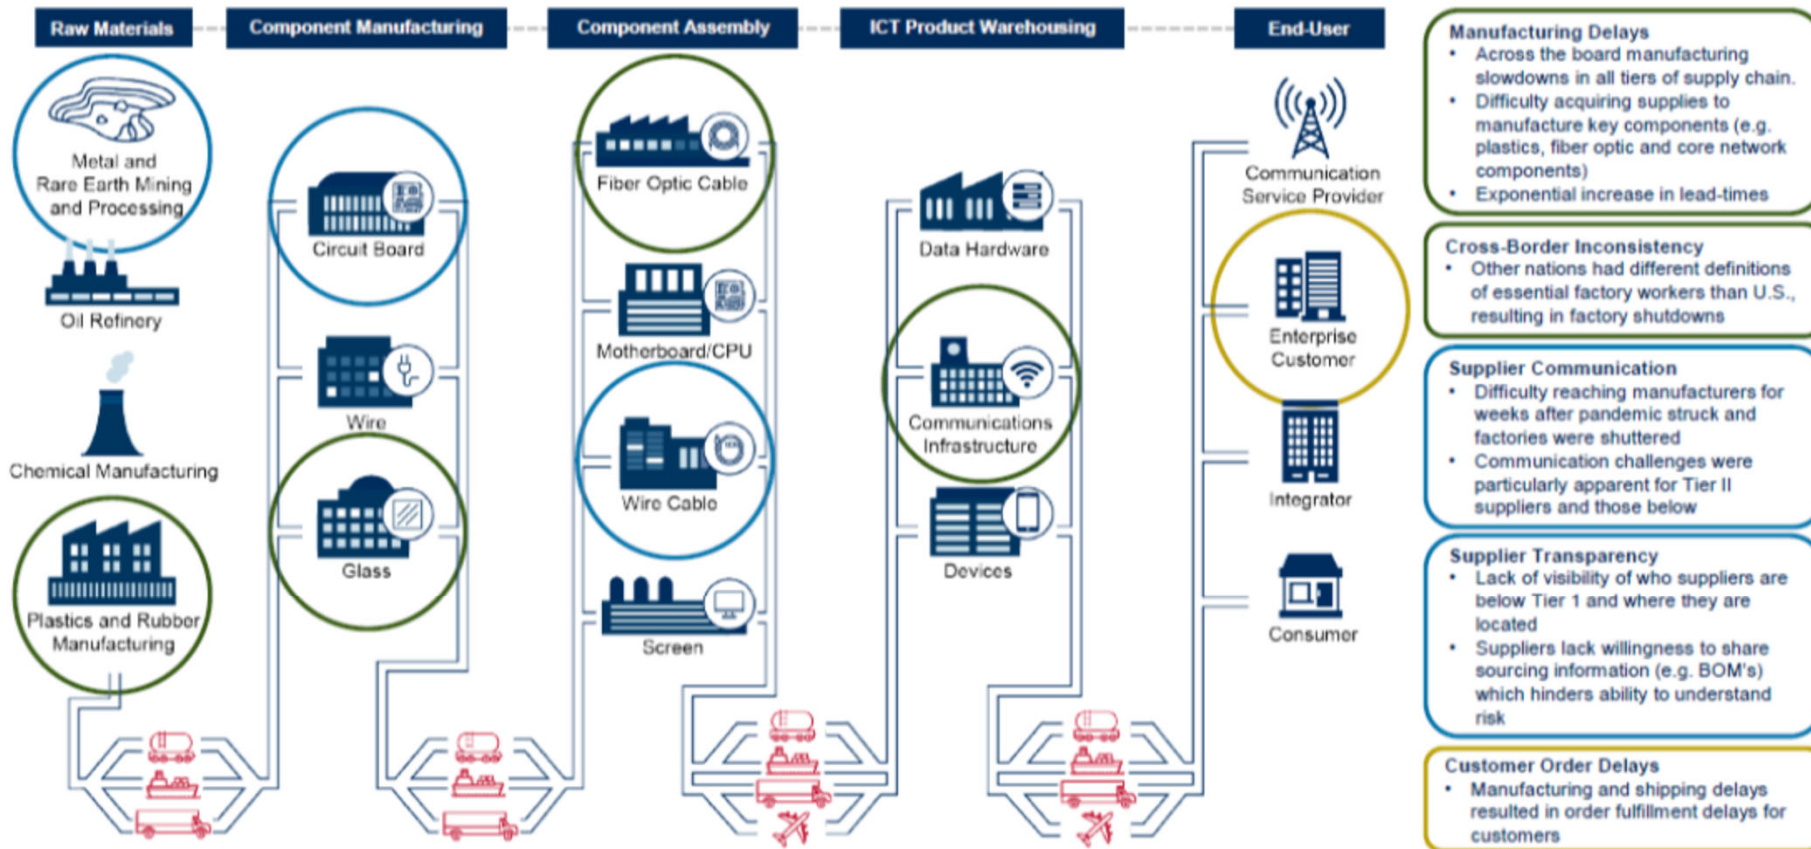 Raw Materials
Component Manufacturing
Component Assembly
ICT Product Warehousing
End-User
Metal and
Rare Earth Mining
and Processing
Oil Refinery
Chemical Manufacturing
Plastics and Rubber
Manufacturing
Circuit Board
Wire
Glass
Fiber Optic Cable
Motherboard/CPU
Wire Cable
Screen
Data Hardware
Communications
Infrastructure
Devices
Communication
Service Provider
Enterprise
Customer
Integrator
Consumer
Manufacturing Delays
• Across the board manufacturing
slowdowns in all tiers of supply chain.
• Difficulty acquiring supplies to
manufacture key components (e.g.
plastics, fiber optic and core network
components)
• Exponential increase in lead-times
Cross-Border Inconsistency
• Other nations had different definitions
of essential factory workers than U.S.,
resulting in factory shutdowns
Supplier Communication
• Difficulty reaching manufacturers for
weeks after pandemic struck and
factories were shuttered
• Communication challenges were
particularly apparent for Tier II
suppliers and those below
Supplier Transparency
• Lack of visibility of who suppliers are
below Tier 1 and where they are
located
• Suppliers lack willingness to share
sourcing information (e.g. BOM's)
which hinders ability to understand
risk
Customer Order Delays
• Manufacturing and shipping delays
resulted in order fulfillment delays for
customers